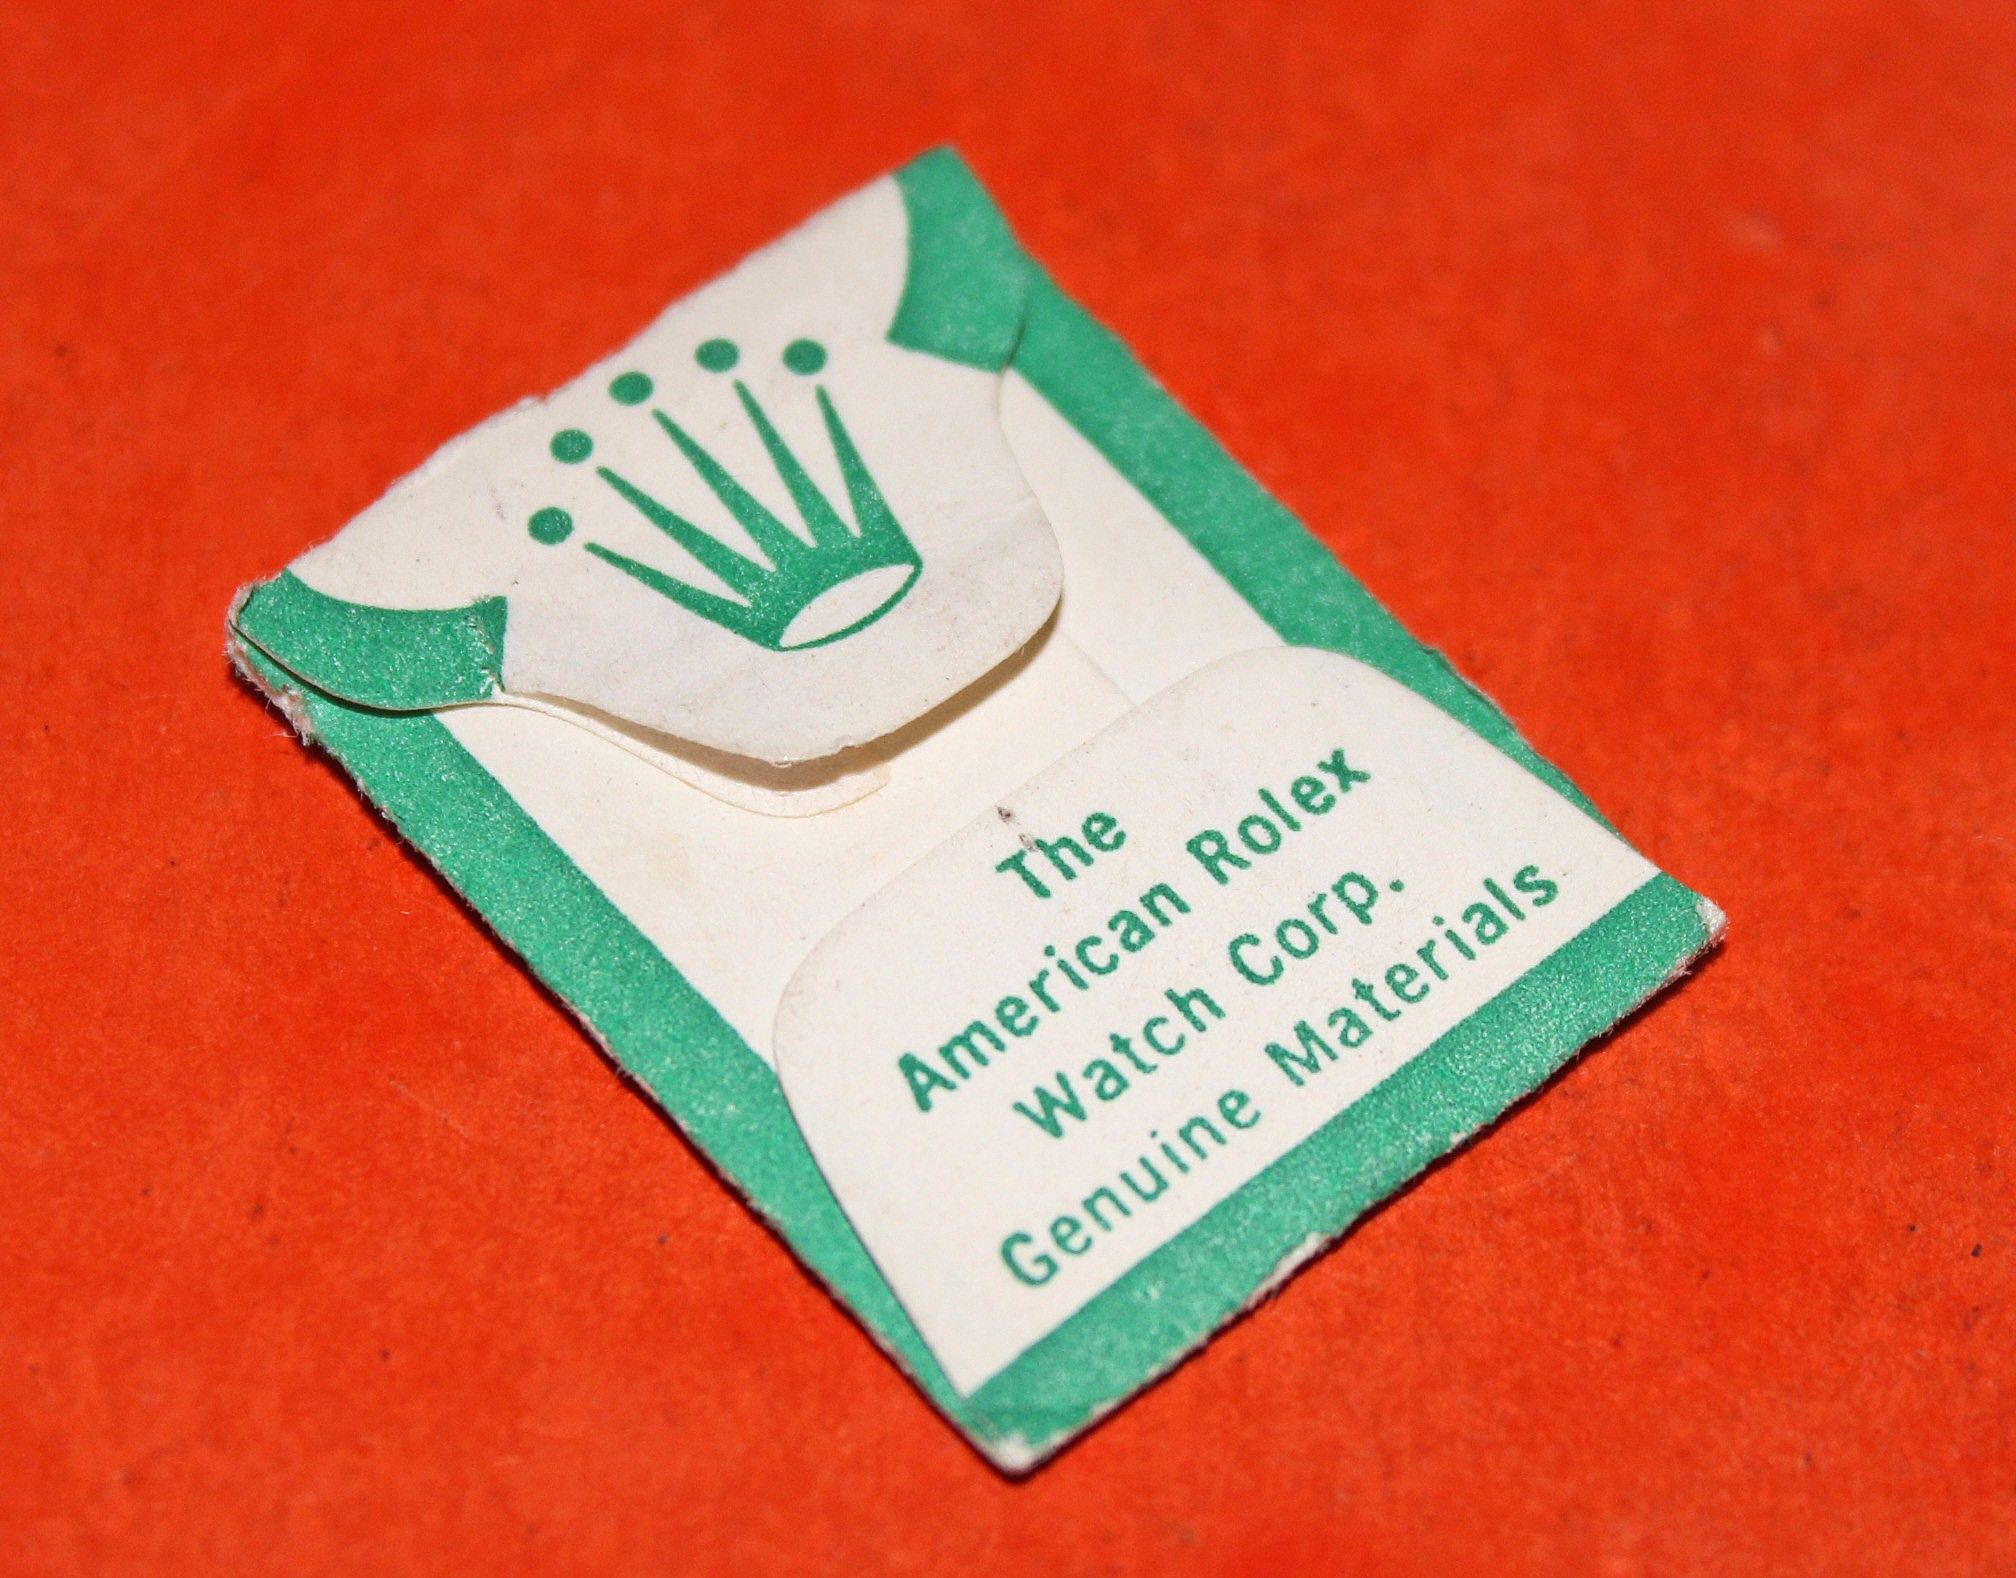 The
American Rolex
Watch Corp.
Genuine Materials